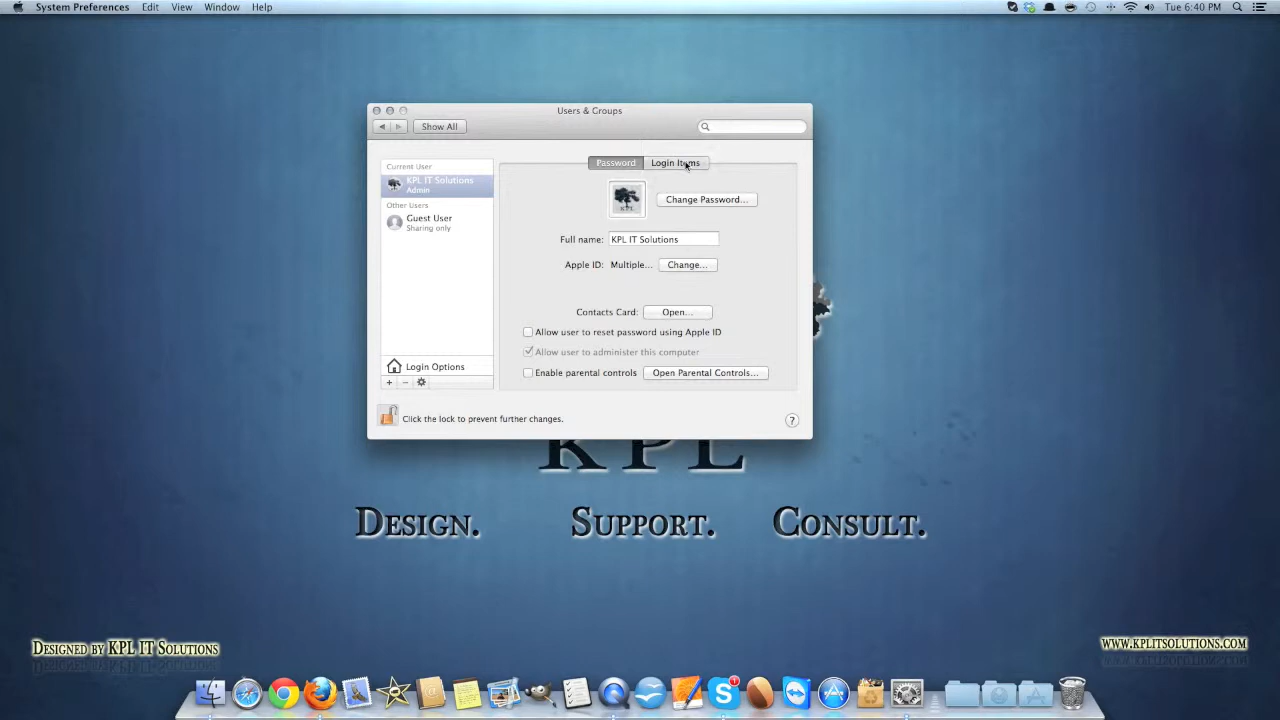 System Preferences Edit View Window Help Tue 6:40 PM
Users & Groups
Show All
Password Login Items
Current User
KPL IT Solutions
Admin
Other Users
Guest User
Sharing only
Login Options
+ −
KPL
Change Password...
Full name: KPL IT Solutions
Apple ID: Multiple... Change...
Contacts Card: Open...
Allow user to reset password using Apple ID
Allow user to administer this computer
Enable parental controls Open Parental Controls...
Click the lock to prevent further changes.
?
KPL
Design. Support. Consult.
Designed by KPL IT Solutions
www.kplitsolutions.com
1